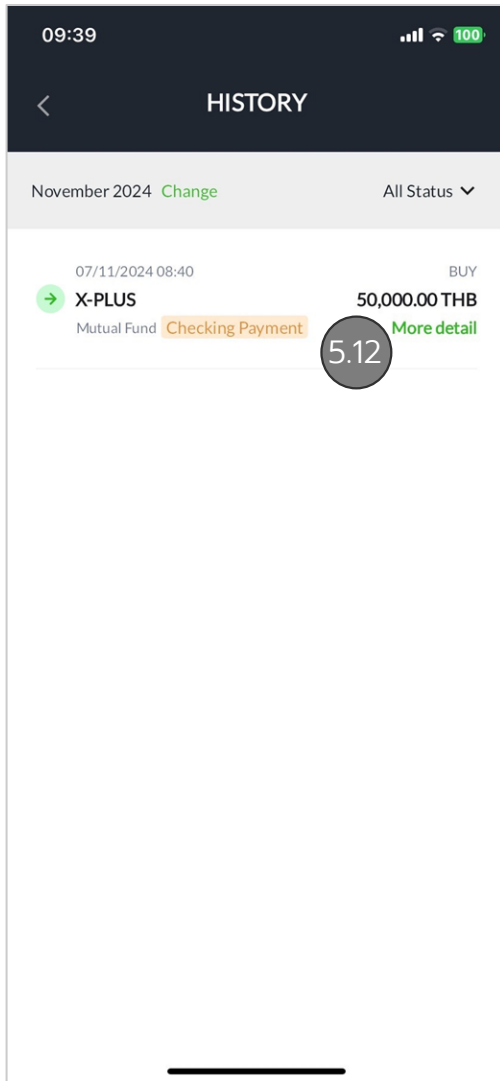 09:39 100
HISTORY
November 2024 Change All Status
07/11/2024 08:40 BUY
X-PLUS 50,000.00 THB
Mutual Fund Checking Payment More detail
5.12